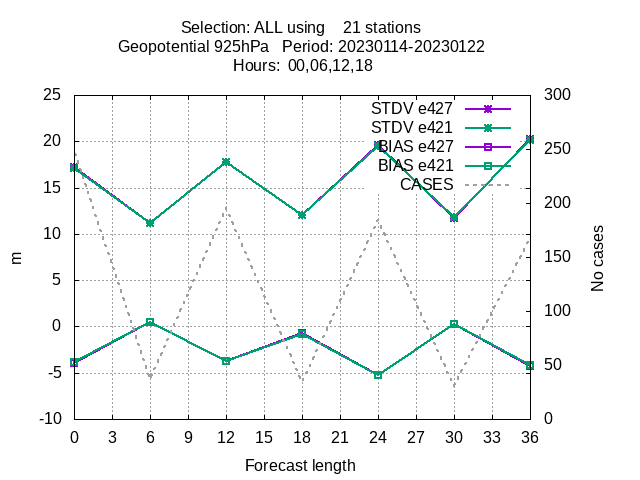 Selection: ALL using    21 stations
Geopotential 925hPa   Period: 20230114-20230122
Hours:  00,06,12,18
STDV e427
STDV e421
BIAS e427
BIAS e421
CASES
25
20
15
10
5
0
-5
-10
m
300
250
200
150
100
50
0
No cases
0 3 6 9 12 15 18 21 24 27 30 33 36
Forecast length